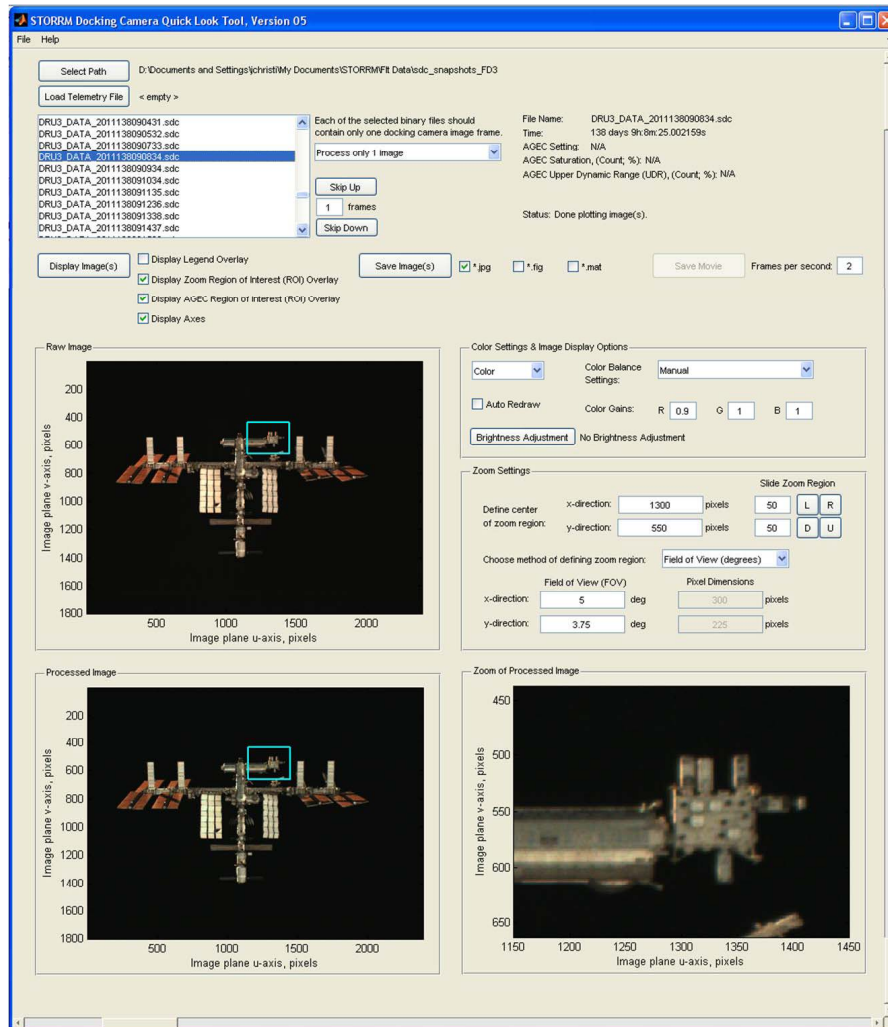 STORRM Docking Camera Quick Look Tool, Version 05
File Help
Select Path D:\Documents and Settings\jchristi\My Documents\STORRM\Flt Data\sdc_snapshots_FD3
Load Telemetry File < empty >
DRU3_DATA_2011138090431.sdc
DRU3_DATA_2011138090532.sdc
DRU3_DATA_2011138090733.sdc
DRU3_DATA_2011138090834.sdc
DRU3_DATA_2011138090934.sdc
DRU3_DATA_2011138091034.sdc
DRU3_DATA_2011138091135.sdc
DRU3_DATA_2011138091236.sdc
DRU3_DATA_2011138091338.sdc
DRU3_DATA_2011138091437.sdc
Each of the selected binary files should
contain only one docking camera image frame.
Process only 1 image
Skip Up
1 frames
Skip Down
File Name: DRU3_DATA_2011138090834.sdc
Time: 138 days 9h:8m:25.002159s
AGEC Setting: N/A
AGEC Saturation, (Count; %): N/A
AGEC Upper Dynamic Range (UDR), (Count; %): N/A
Status: Done plotting image(s).
Display Image(s)
Display Legend Overlay
Display Zoom Region of Interest (ROI) Overlay
Display AGEC Region of Interest (ROI) Overlay
Display Axes
Save Image(s) *.jpg *.fig *.mat Save Movie Frames per second: 2
Raw Image
Image plane v-axis, pixels
200
400
600
800
1000
1200
1400
1600
1800
500 1000 1500 2000
Image plane u-axis, pixels
Color Settings & Image Display Options
Color Color Balance
Settings: Manual
Auto Redraw Color Gains: R 0.9 G 1 B 1
Brightness Adjustment No Brightness Adjustment
Zoom Settings
Slide Zoom Region
Define center
of zoom region:
x-direction: 1300 pixels 50 L R
y-direction: 550 pixels 50 D U
Choose method of defining zoom region: Field of View (degrees)
Field of View (FOV) Pixel Dimensions
x-direction: 5 deg 300 pixels
y-direction: 3.75 deg 225 pixels
Processed Image
Image plane v-axis, pixels
200
400
600
800
1000
1200
1400
1600
1800
500 1000 1500 2000
Image plane u-axis, pixels
Zoom of Processed Image
Image plane v-axis, pixels
450
500
550
600
650
1150 1200 1250 1300 1350 1400 1450
Image plane u-axis, pixels